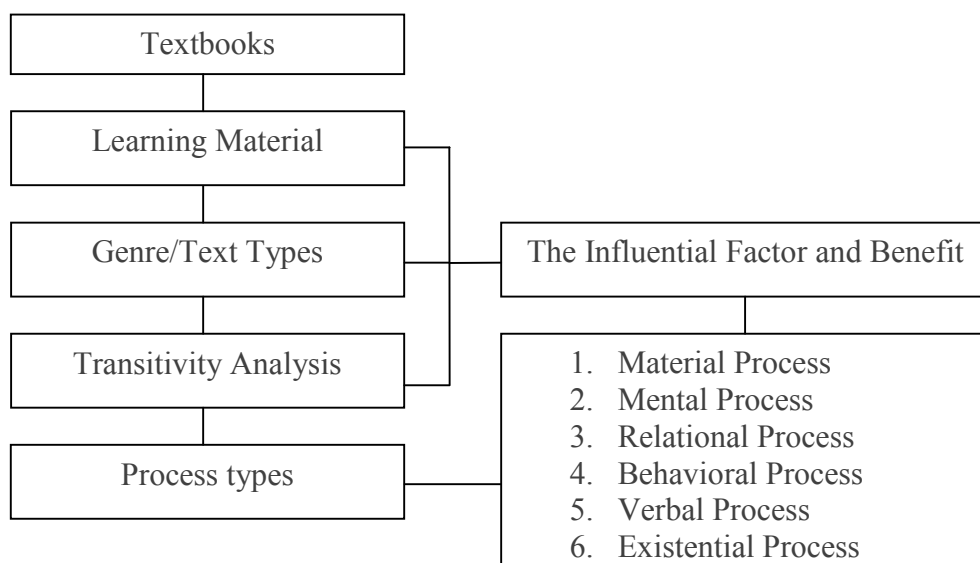 Textbooks
Learning Material
Genre/Text Types
The Influential Factor and Benefit
Transitivity Analysis
Process types
1. Material Process
2. Mental Process
3. Relational Process
4. Behavioral Process
5. Verbal Process
6. Existential Process